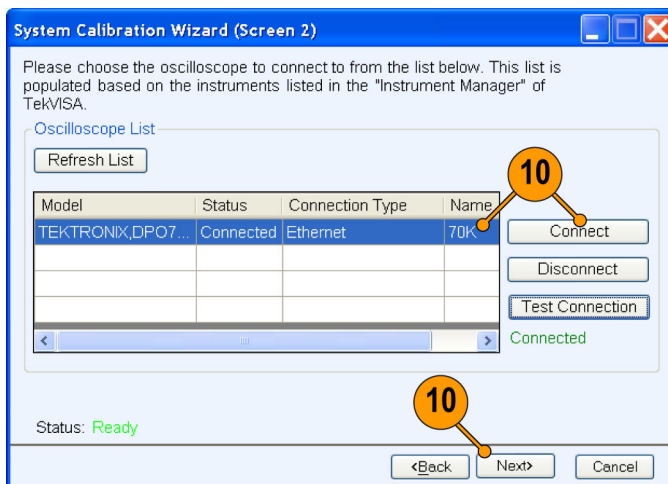 System Calibration Wizard (Screen 2)
Please choose the oscilloscope to connect to from the list below. This list is
populated based on the instruments listed in the "Instrument Manager" of
TekVISA.
Oscilloscope List
Refresh List
10
Model Status Connection Type Name
TEKTRONIX,DPO7... Connected Ethernet 70K
10
Connect
Disconnect
Test Connection
Connected
10
Status: Ready
<Back Next> Cancel